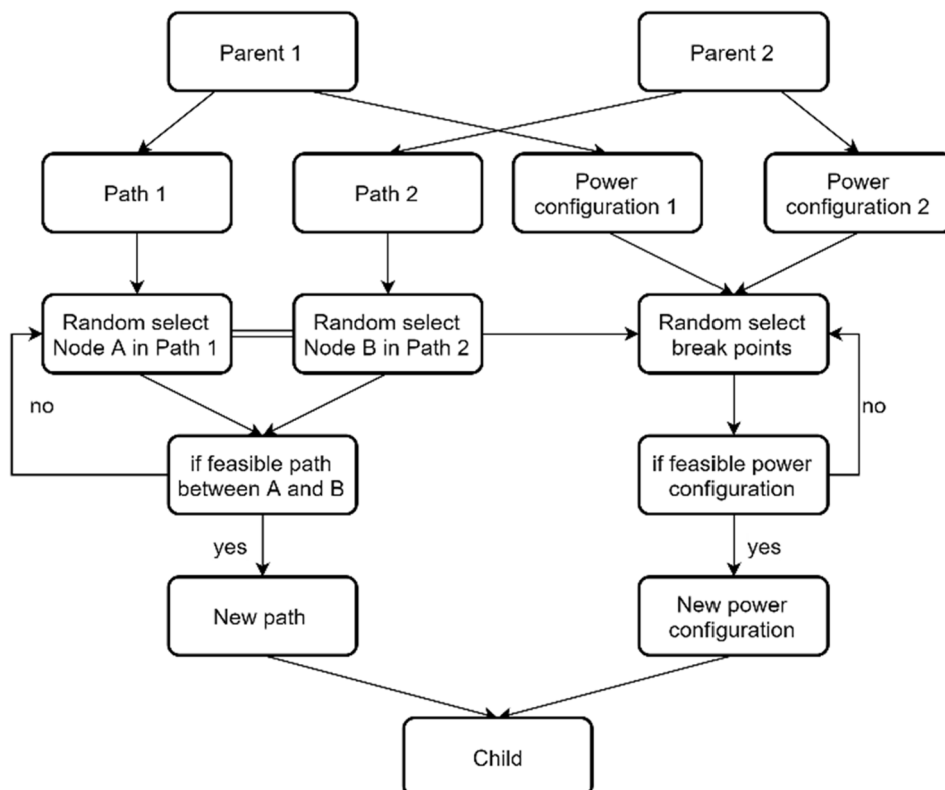 Parent 1
Parent 2
Path 1
Path 2
Power
configuration 1
Power
configuration 2
Random select
Node A in Path 1
Random select
Node B in Path 2
Random select
break points
no
no
if feasible path
between A and B
if feasible power
configuration
yes
yes
New path
New power
configuration
Child